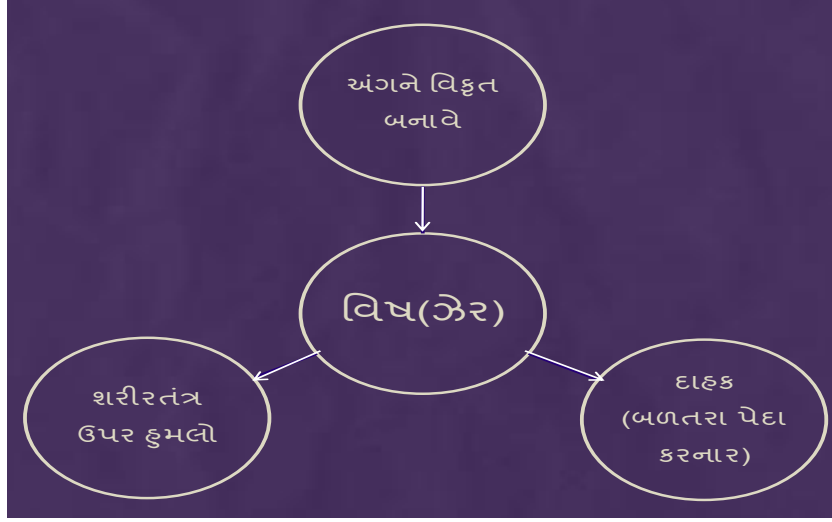 અંગને વિકૃત
બનાવે
વિષ(ઝેર)
શરીરતંત્ર
ઉપર હુમલો
દાહક
(બળતરા પેદા
કરનાર)